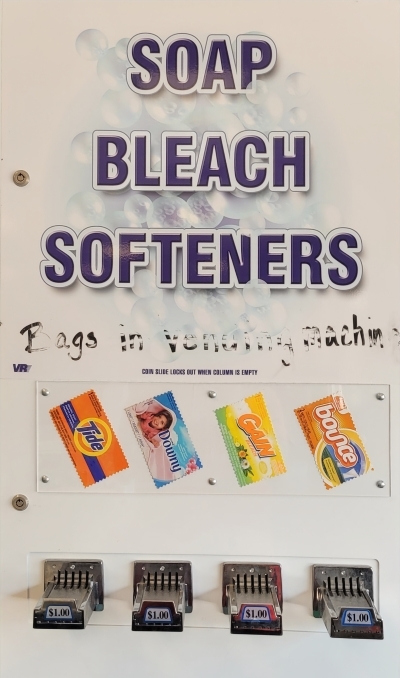 SOAP
BLEACH
SOFTENERS
Bags in vending machin
VR
COIN SLIDE LOCKS OUT WHEN COLUMN IS EMPTY
Tide
Downy
GAIN
bounce
$1.00
$1.00
$1.00
$1.00